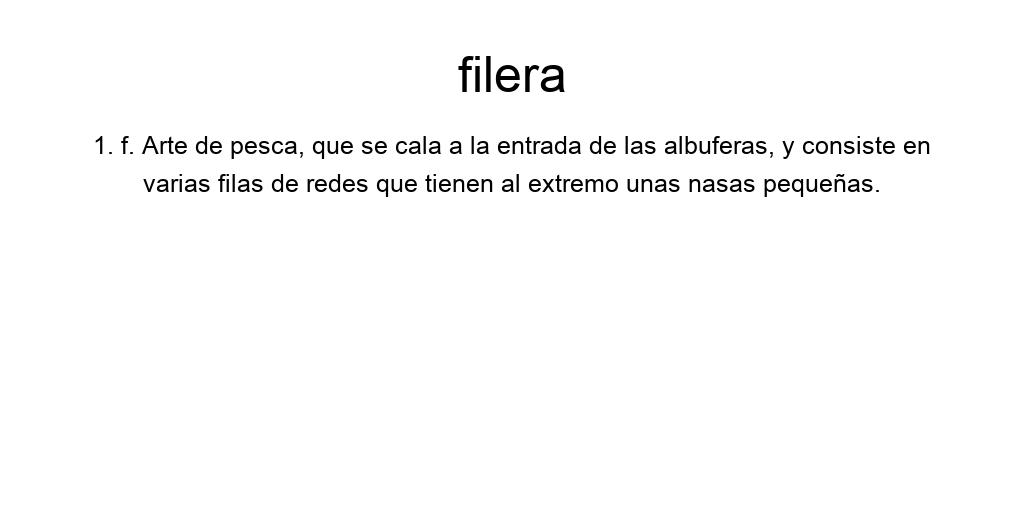 filera
1. f. Arte de pesca, que se cala a la entrada de las albuferas, y consiste en
varias filas de redes que tienen al extremo unas nasas pequeñas.